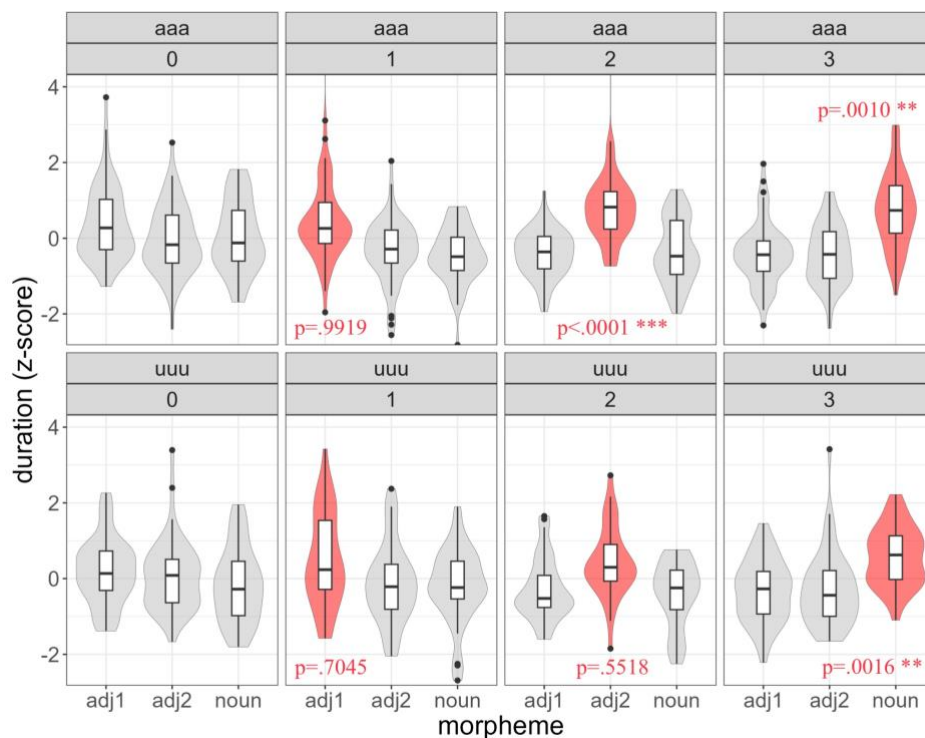 aaa aaa aaa aaa
0 1 2 3
4
p=.0010 **
2
0
-2
p=.9919 p<.0001 ***
duration (z-score)
uuu uuu uuu uuu
0 1 2 3
4
2
0
-2
p=.7045 p=.5518 p=.0016 **
adj1 adj2 noun adj1 adj2 noun adj1 adj2 noun adj1 adj2 noun
morpheme